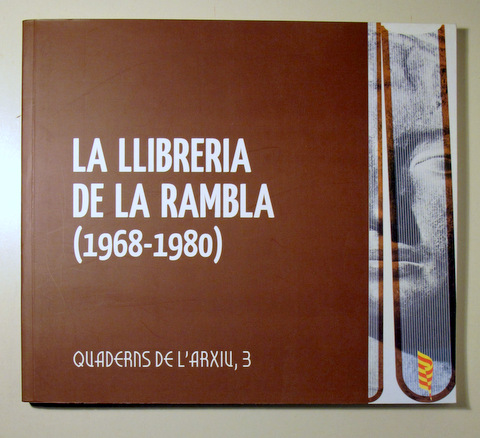 LA LLIBRERIA
DE LA RAMBLA
(1968-1980)
QUADERNS DE L'ARXIU, 3